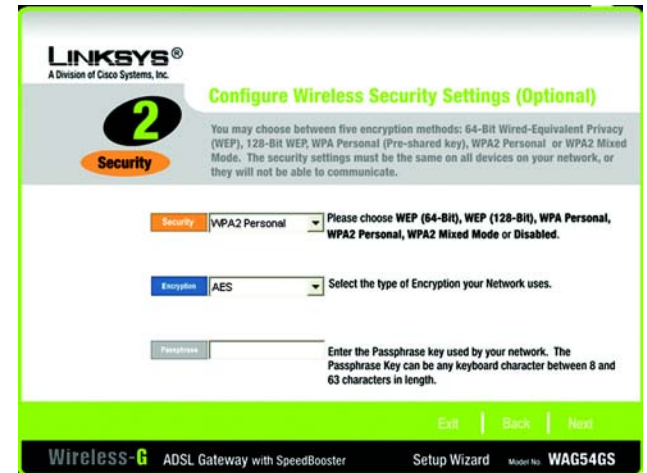 LINKSYS®
A Division of Cisco Systems, Inc.
2
Security
Configure Wireless Security Settings (Optional)
You may choose between five encryption methods: 64-Bit Wired-Equivalent Privacy
(WEP), 128-Bit WEP, WPA Personal (Pre-shared key), WPA2 Personal or WPA2 Mixed
Mode. The security settings must be the same on all devices on your network, or
they will not be able to communicate.
Security WPA2 Personal
Please choose WEP (64-Bit), WEP (128-Bit), WPA Personal,
WPA2 Personal, WPA2 Mixed Mode or Disabled.
Encryption AES
Select the type of Encryption your Network uses.
Passphrase
Enter the Passphrase key used by your network. The
Passphrase Key can be any keyboard character between 8 and
63 characters in length.
Exit Back Next
Wireless-G ADSL Gateway with SpeedBooster Setup Wizard Model No. WAG54GS